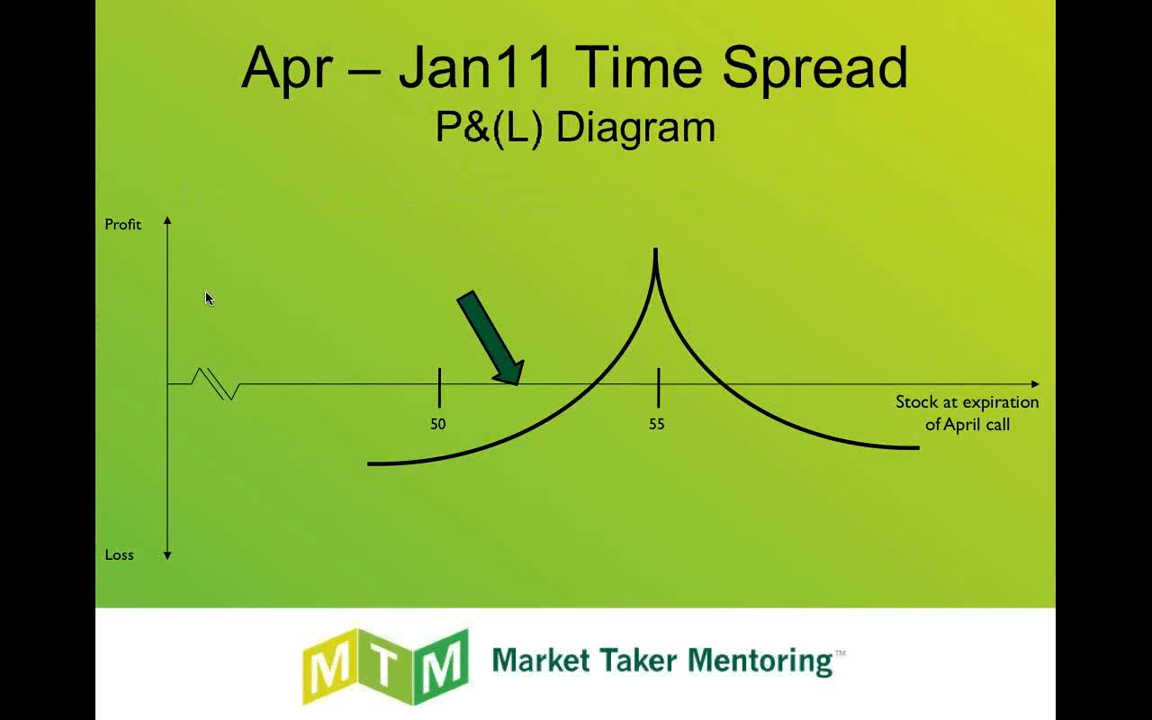 Apr – Jan11 Time Spread
P&(L) Diagram
Profit
50
55
Stock at expiration
of April call
Loss
MTM Market Taker Mentoring™